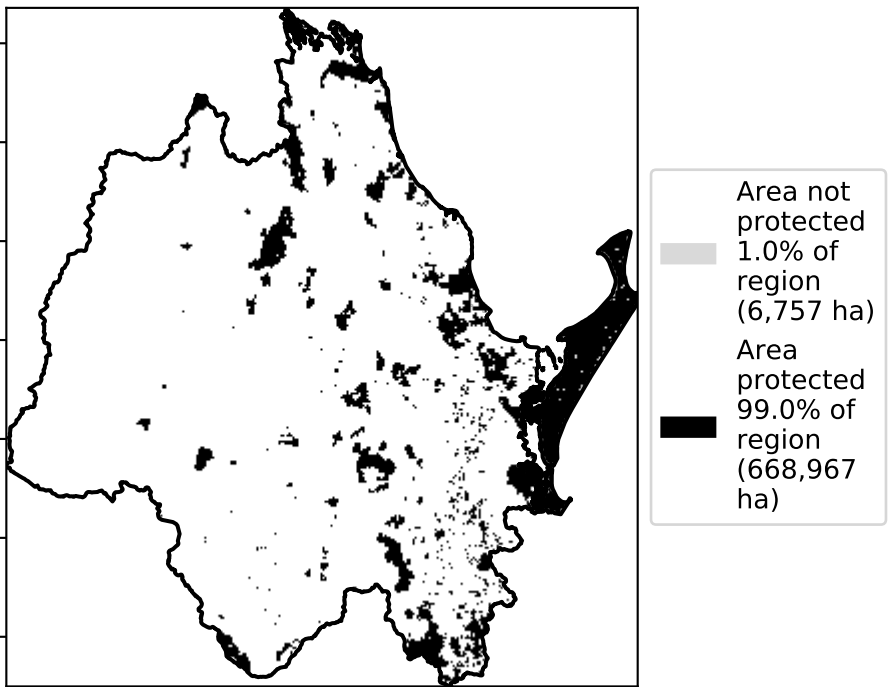 Area not
protected
1.0% of
region
(6,757 ha)
Area
protected
99.0% of
region
(668,967
ha)